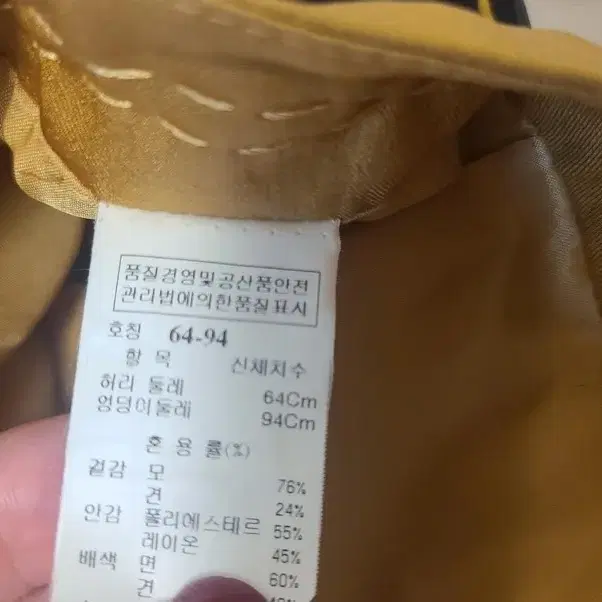 품질경영및공산품안전
관리법에의한품질표시
호칭 64-94
항 목 신체치수
허리 둘레 64Cm
엉덩이둘레 94Cm
혼 용 률(%)
겉감 모 76%
견 24%
안감 폴리에스테르 55%
레이온 45%
배색 면 60%
견